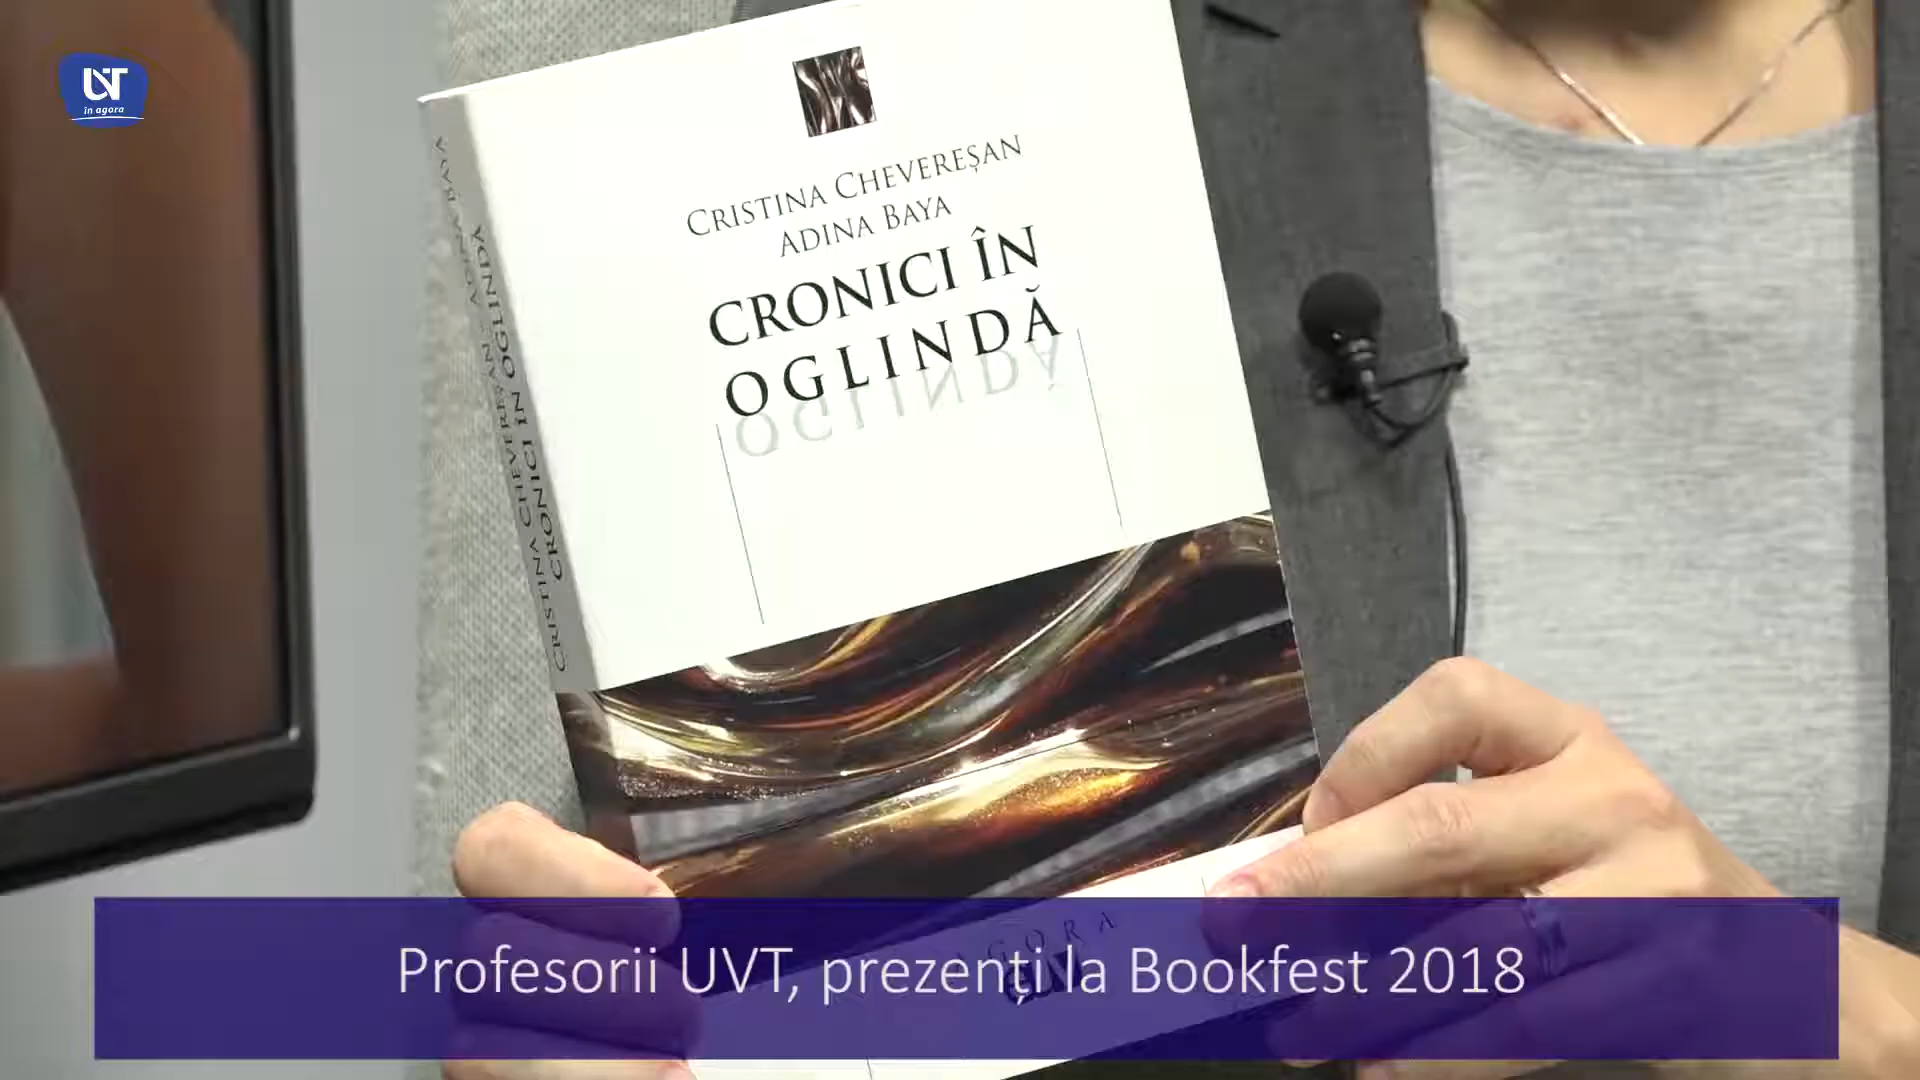 UVT
în agora
CRISTINA CHEVEREȘAN
ADINA BAYA
CRONICI ÎN
OGLINDĂ
OGLINDĂ
CRISTINA CHEVEREȘAN - ADINA BAYA
CRONICI ÎN OGLINDĂ
Profesorii UVT, prezenți la Bookfest 2018